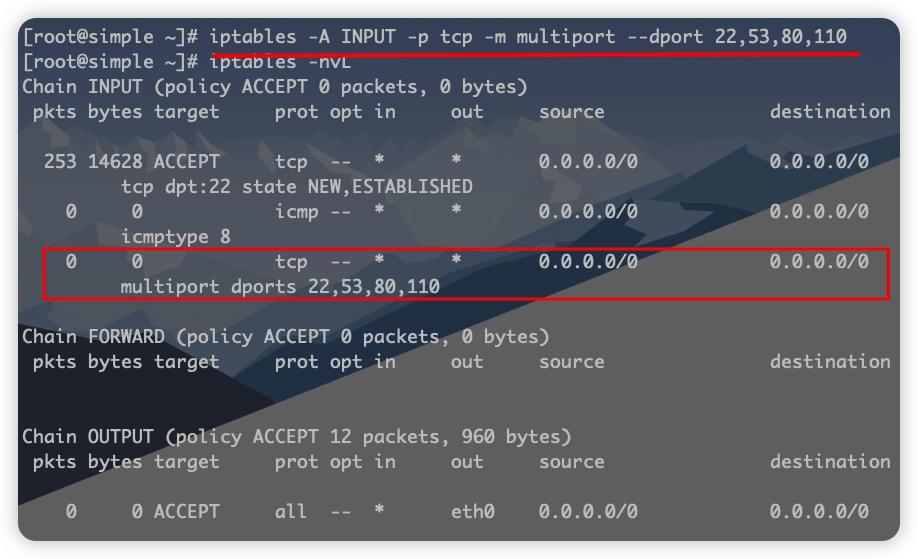 [root@simple ~]# iptables -A INPUT -p tcp -m multiport --dport 22,53,80,110
[root@simple ~]# iptables -nvL
Chain INPUT (policy ACCEPT 0 packets, 0 bytes)
 pkts bytes target     prot opt in     out     source               destination
  253 14628 ACCEPT     tcp  --  *      *       0.0.0.0/0            0.0.0.0/0
         tcp dpt:22 state NEW,ESTABLISHED
    0     0            icmp --  *      *       0.0.0.0/0            0.0.0.0/0
         icmptype 8
    0     0            tcp  --  *      *       0.0.0.0/0            0.0.0.0/0
         multiport dports 22,53,80,110
Chain FORWARD (policy ACCEPT 0 packets, 0 bytes)
 pkts bytes target     prot opt in     out     source               destination
Chain OUTPUT (policy ACCEPT 12 packets, 960 bytes)
 pkts bytes target     prot opt in     out     source               destination
    0     0 ACCEPT     all  --  *      eth0    0.0.0.0/0            0.0.0.0/0